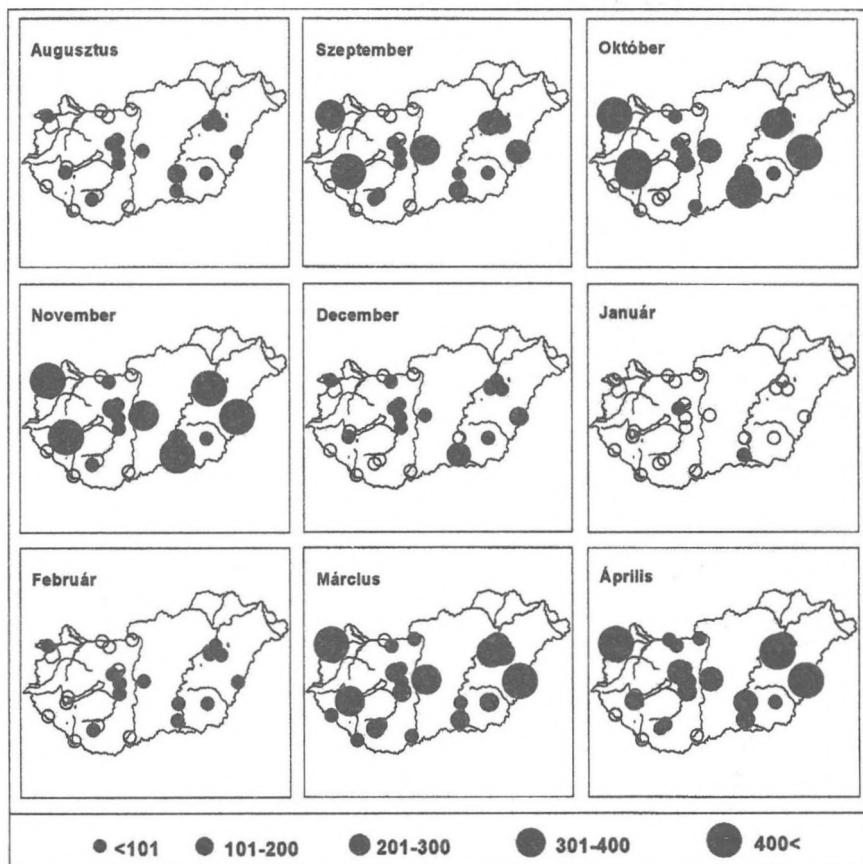 Augusztus
Szeptember
Október
November
December
Január
Február
Március
Április
<101
101-200
201-300
301-400
400<